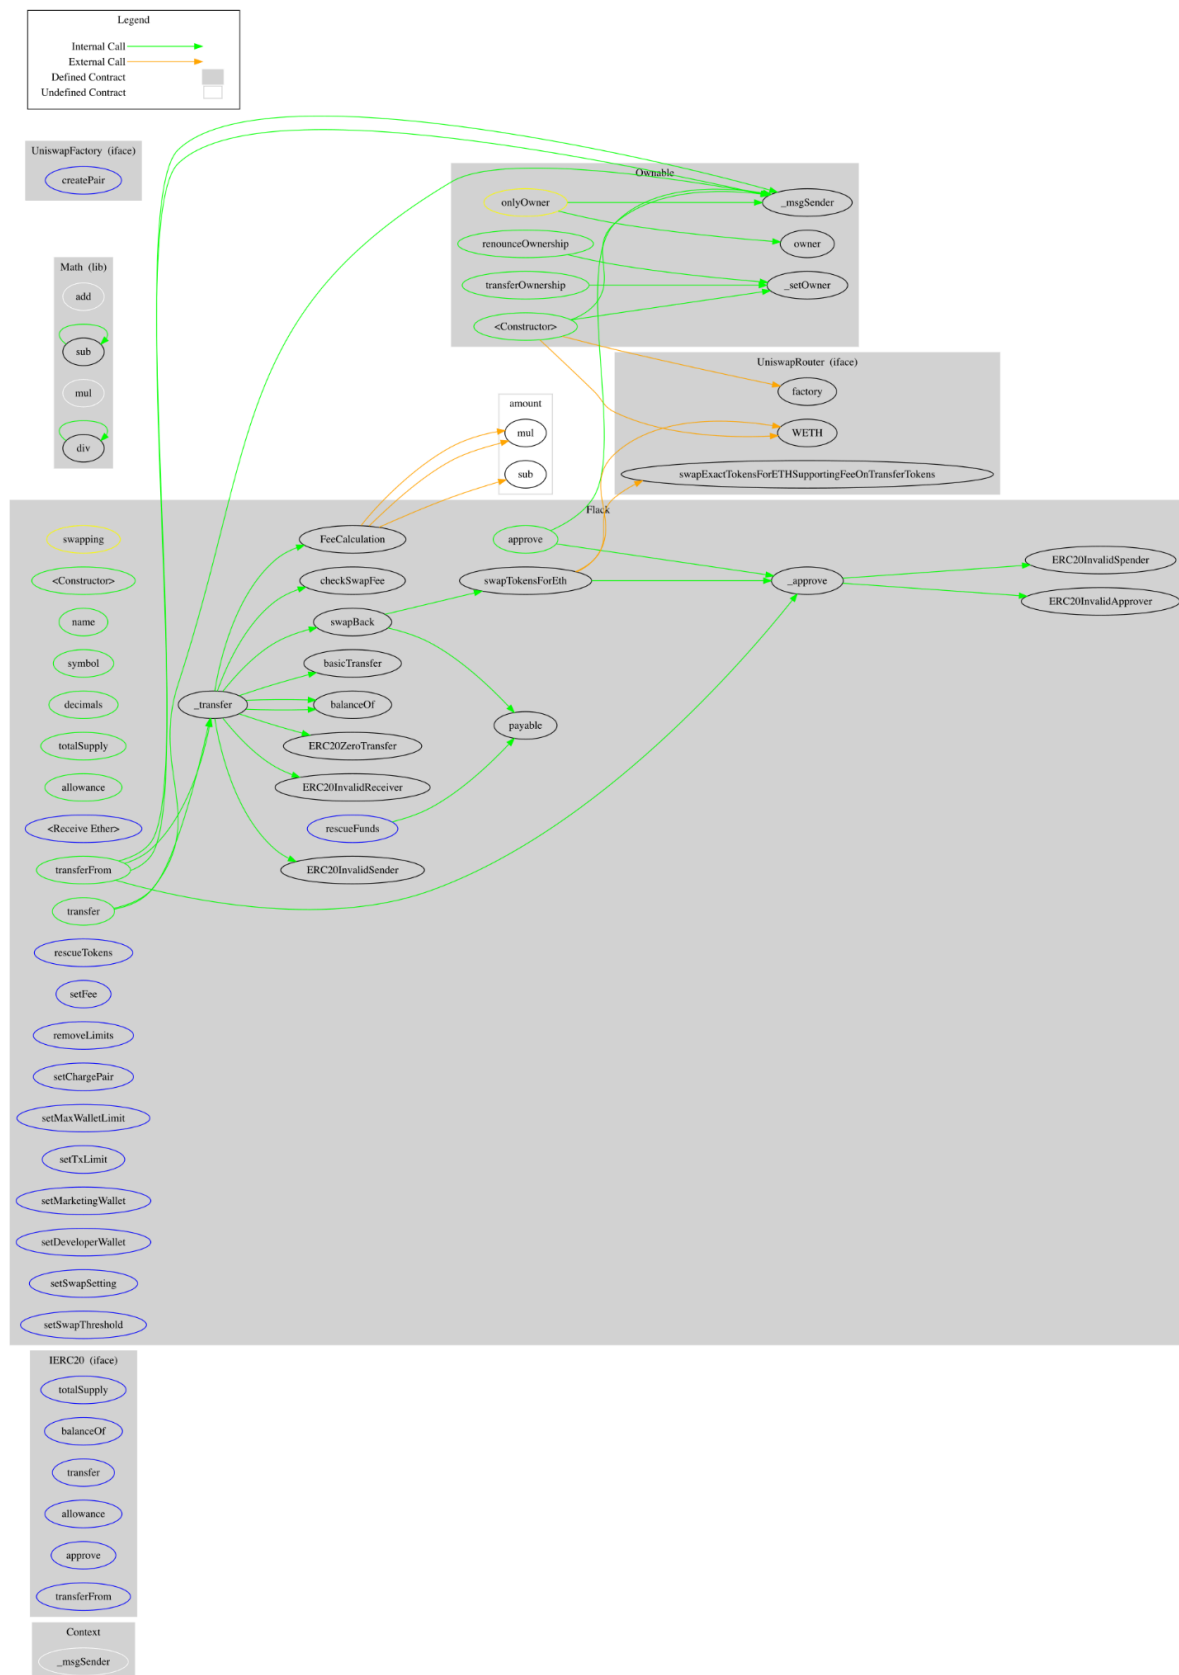 Legend
Internal Call
External Call
Defined Contract
Undefined Contract
UniswapFactory (iface)
createPair
Math (lib)
add
sub
mul
div
Ownable
onlyOwner
renounceOwnership
transferOwnership
<Constructor>
_msgSender
owner
_setOwner
UniswapRouter (iface)
factory
WETH
swapExactTokensForETHSupportingFeeOnTransferTokens
amount
mul
sub
Flack
swapping
<Constructor>
name
symbol
decimals
totalSupply
allowance
<Receive Ether>
transferFrom
transfer
rescueTokens
setFee
removeLimits
setChargePair
setMaxWalletLimit
setTxLimit
setMarketingWallet
setDeveloperWallet
setSwapSetting
setSwapThreshold
_transfer
FeeCalculation
checkSwapFee
swapBack
basicTransfer
balanceOf
ERC20ZeroTransfer
ERC20InvalidReceiver
rescueFunds
ERC20InvalidSender
approve
swapTokensForEth
payable
_approve
ERC20InvalidSpender
ERC20InvalidApprover
IERC20 (iface)
totalSupply
balanceOf
transfer
allowance
approve
transferFrom
Context
_msgSender